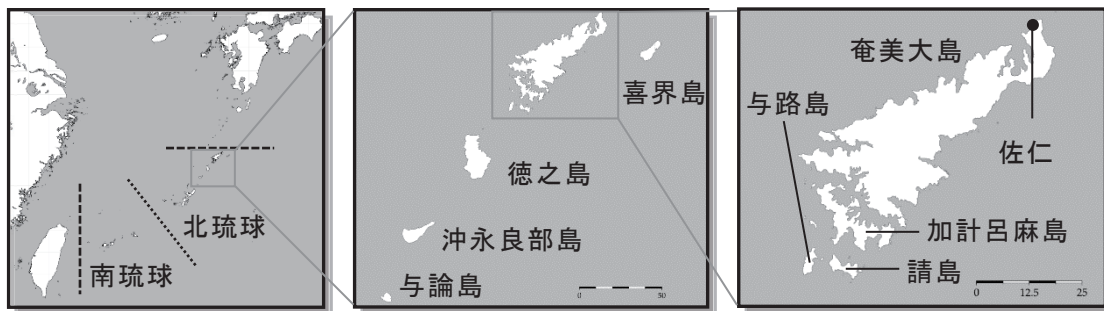 北琉球
南琉球
喜界島
徳之島
沖永良部島
与論島
0 50
奄美大島
与路島
佐仁
加計呂麻島
請島
0 12.5 25